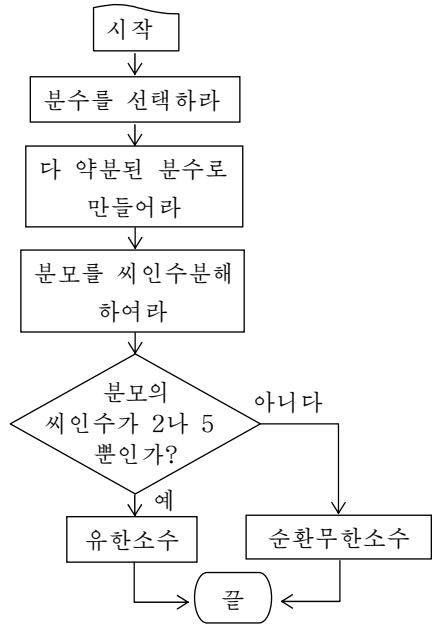 시작
분수를 선택하라
다 약분된 분수로
만들어라
분모를 씨인수분해
하여라
분모의
씨인수가 2나 5
뿐인가?
아니다
예
유한소수
순환무한소수
끝